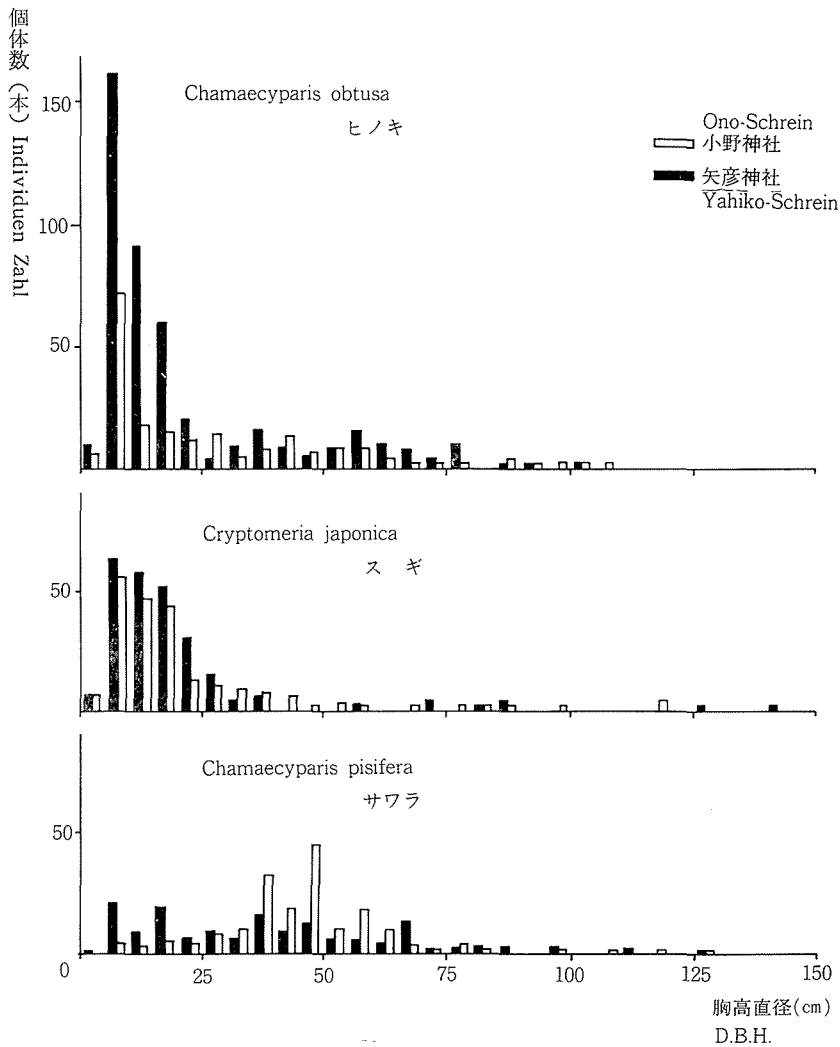 個体数(本) Individuen Zahl
150
100
50
Chamaecyparis obtusa
ヒノキ
Ono-Schrein
小野神社
矢彦神社
Yahiko-Schrein
50
Cryptomeria japonica
スギ
50
Chamaecyparis pisifera
サワラ
0 25 50 75 100 125 150
胸高直径(cm)
D.B.H.